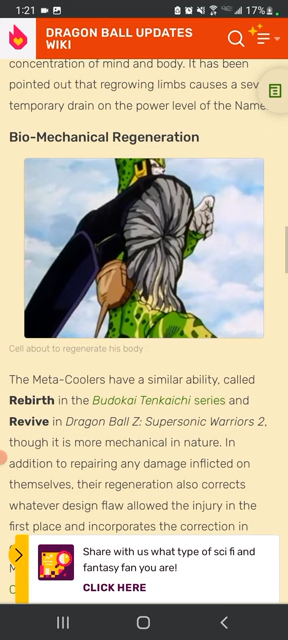 1:21
17%
DRAGON BALL UPDATES
WIKI
concentration of mind and body. It has been
pointed out that regrowing limbs causes a sev
temporary drain on the power level of the Name
Bio-Mechanical Regeneration
Cell about to regenerate his body
The Meta-Coolers have a similar ability, called
Rebirth in the Budokai Tenkaichi series and
Revive in Dragon Ball Z: Supersonic Warriors 2,
though it is more mechanical in nature. In
addition to repairing any damage inflicted on
themselves, their regeneration also corrects
whatever design flaw allowed the injury in the
first place and incorporates the correction in
Share with us what type of sci fi and
fantasy fan you are!
CLICK HERE